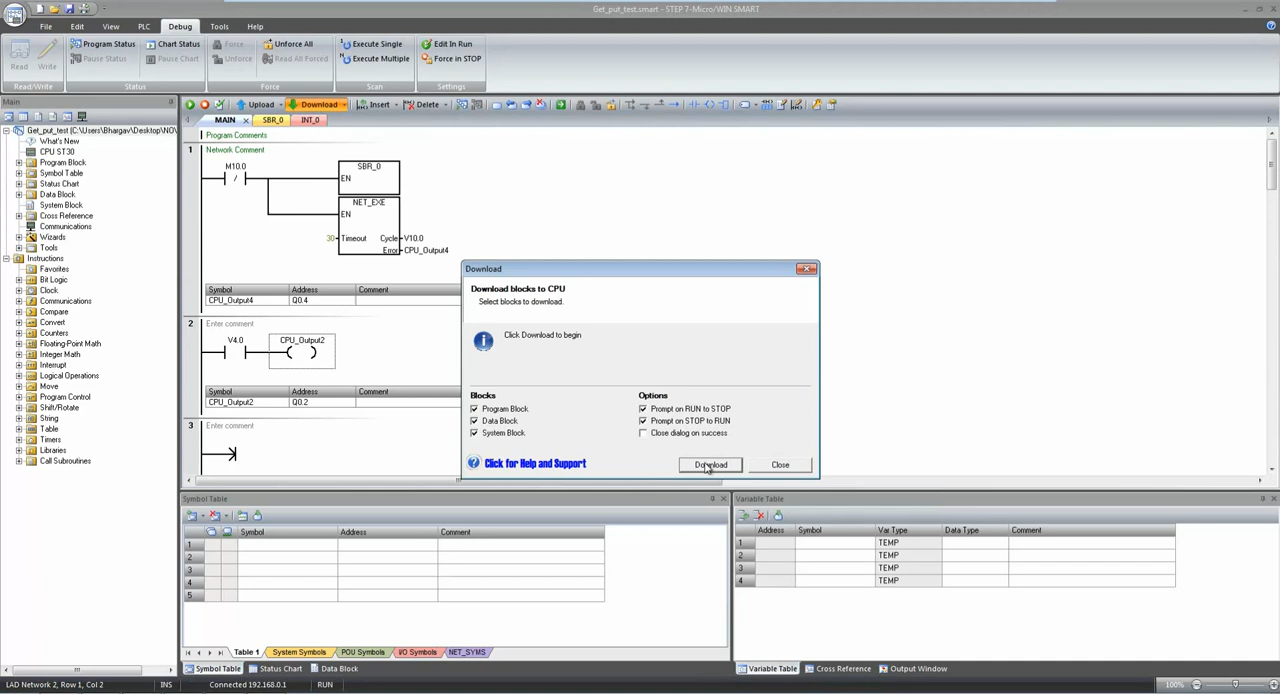 Get_put_test.smart - STEP 7-Micro/WIN SMART
File Edit View PLC Debug Tools Help
Read Write
Program Status Chart Status
Pause Status Pause Chart
Force Unforce All
Unforce Read All Forced
Execute Single
Execute Multiple
Edit In Run
Force in STOP
Read/Write Status Force Scan Settings
Main
Upload Download Insert Delete
MAIN SBR_0 INT_0
Get_put_test (C:\Users\Bhargav\Desktop\NO\
What's New
CPU ST30
Program Block
Symbol Table
Status Chart
Data Block
System Block
Cross Reference
Communications
Wizards
Tools
Instructions
Favorites
Bit Logic
Clock
Communications
Compare
Convert
Counters
Floating-Point Math
Integer Math
Interrupt
Logical Operations
Move
Program Control
Shift/Rotate
String
Table
Timers
Libraries
Call Subroutines
Program Comments
1 Network Comment
M10.0 SBR_0
/ EN
NET_EXE
EN
30 Timeout Cycle V10.0
Error CPU_Output4
Symbol Address Comment
CPU_Output4 Q0.4
2 Enter comment
V4.0 CPU_Output2
Symbol Address Comment
CPU_Output2 Q0.2
3 Enter comment
Download
Download blocks to CPU
Select blocks to download.
Click Download to begin
Blocks Options
Program Block Prompt on RUN to STOP
Data Block Prompt on STOP to RUN
System Block Close dialog on success
Click for Help and Support Download Close
Symbol Table
Symbol Address Comment
1
2
3
4
5
Table 1 System Symbols POU Symbols I/O Symbols NET_SYMS
Symbol Table Status Chart Data Block
Variable Table
Address Symbol Var Type Data Type Comment
1 TEMP
2 TEMP
3 TEMP
4 TEMP
Variable Table Cross Reference Output Window
LAD Network 2, Row 1, Col 2 INS Connected 192.168.0.1 RUN 100%